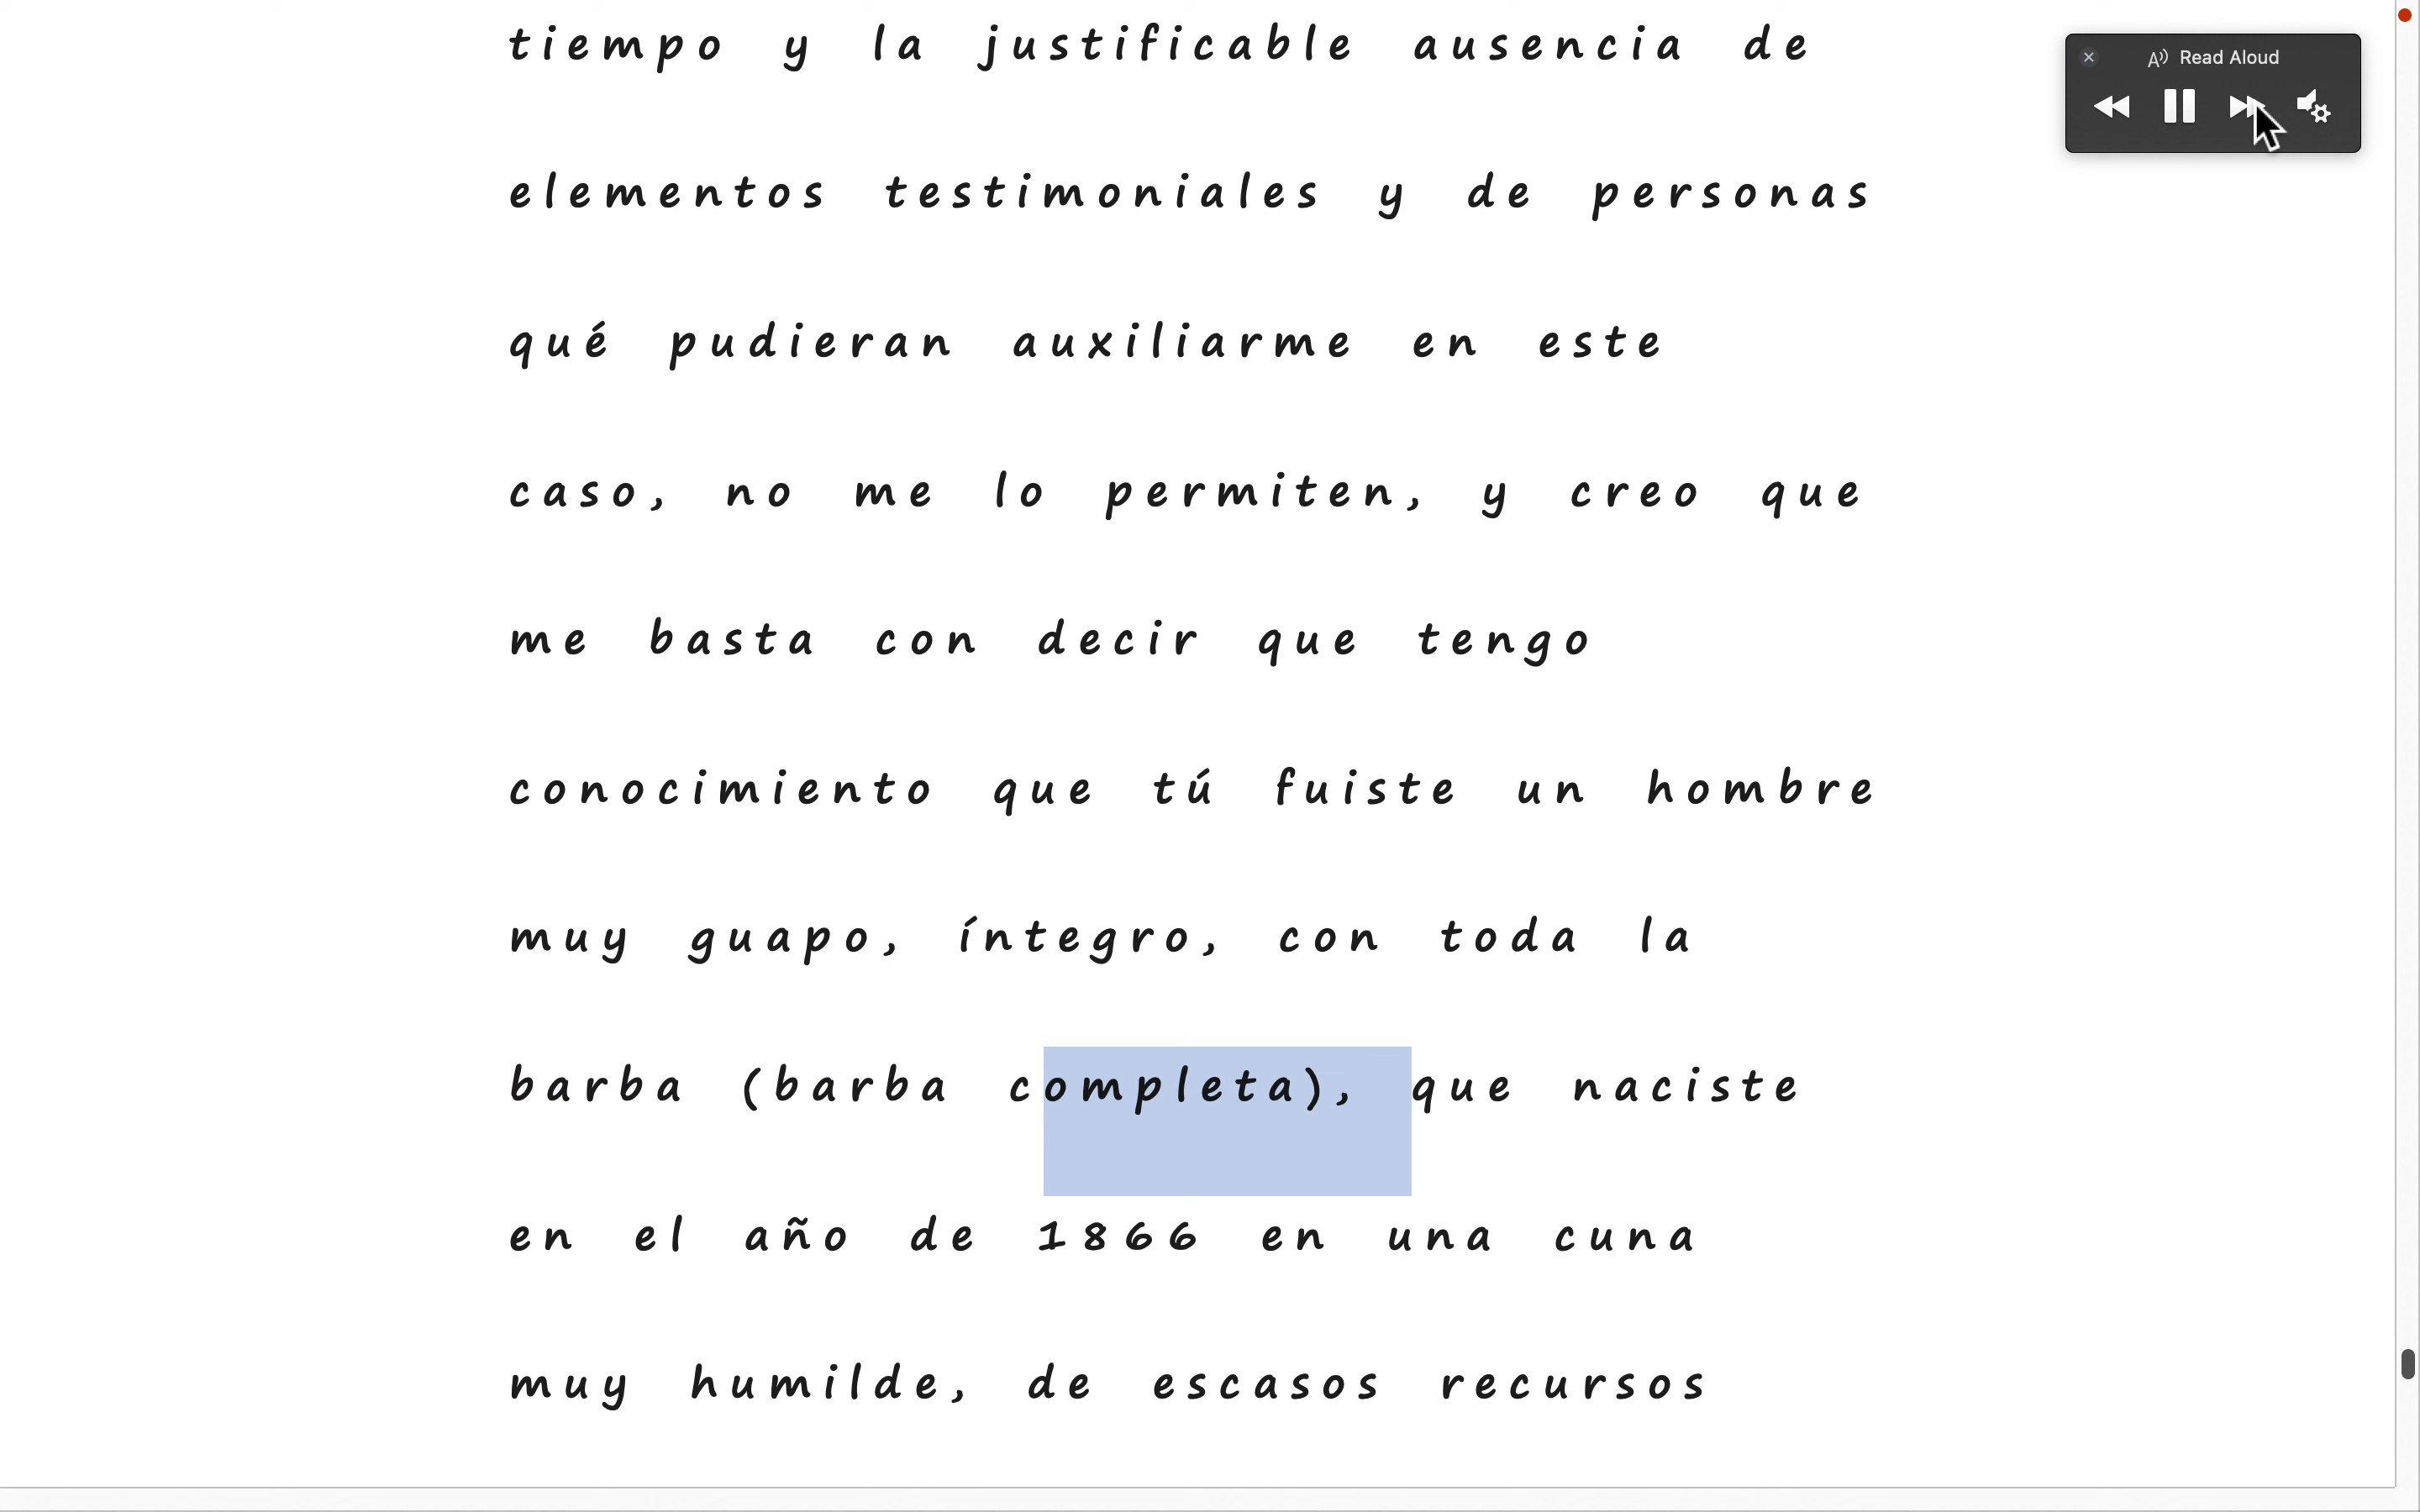 tiempo y la justificable ausencia de
Read Aloud
elementos testimoniales y de personas
qué pudieran auxiliarme en este
caso, no me lo permiten, y creo que
me basta con decir que tengo
conocimiento que tú fuiste un hombre
muy guapo, íntegro, con toda la
barba (barba completa), que naciste
en el año de 1866 en una cuna
muy humilde, de escasos recursos